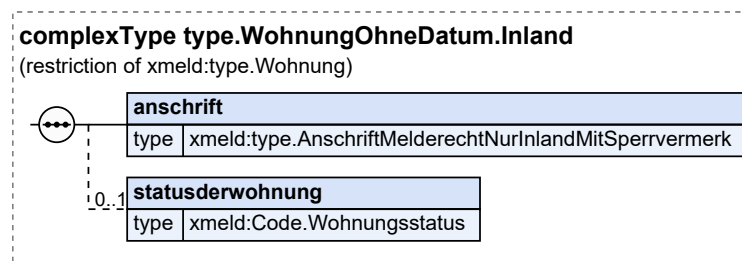 complexType type.WohnungOhneDatum.Inland
(restriction of xmeld:type.Wohnung)
anschrift
type xmeld:type.AnschriftMelderechtNurInlandMitSperrvermerk
0..1
statusderwohnung
type xmeld:Code.Wohnungsstatus